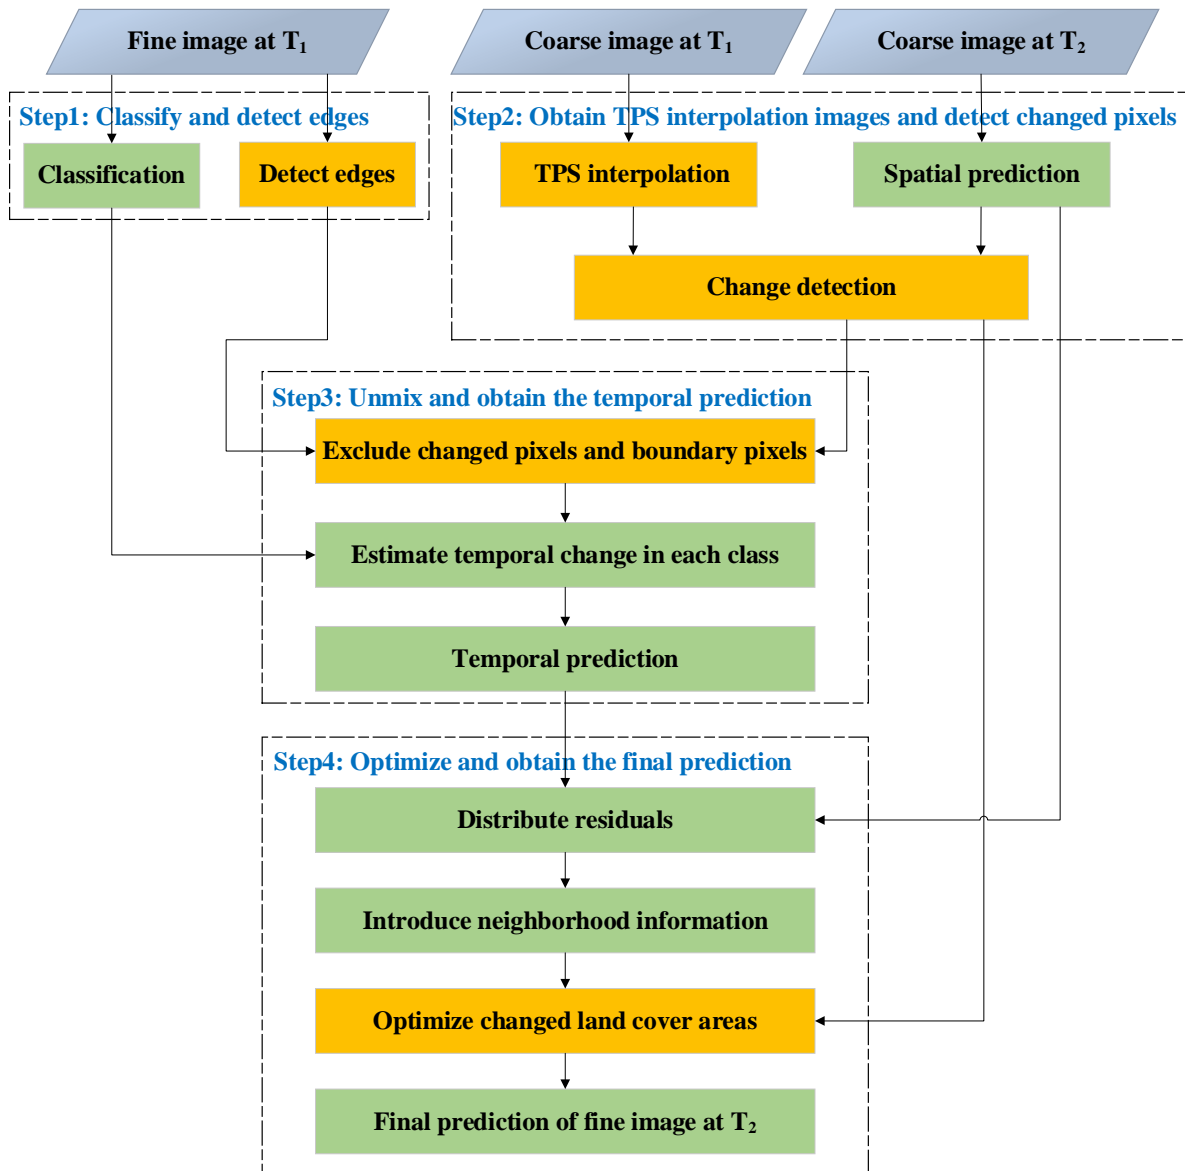 Fine image at T₁
Coarse image at T₁
Coarse image at T₂
Step1: Classify and detect edges
Step2: Obtain TPS interpolation images and detect changed pixels
Classification
Detect edges
TPS interpolation
Spatial prediction
Change detection
Step3: Unmix and obtain the temporal prediction
Exclude changed pixels and boundary pixels
Estimate temporal change in each class
Temporal prediction
Step4: Optimize and obtain the final prediction
Distribute residuals
Introduce neighborhood information
Optimize changed land cover areas
Final prediction of fine image at T₂